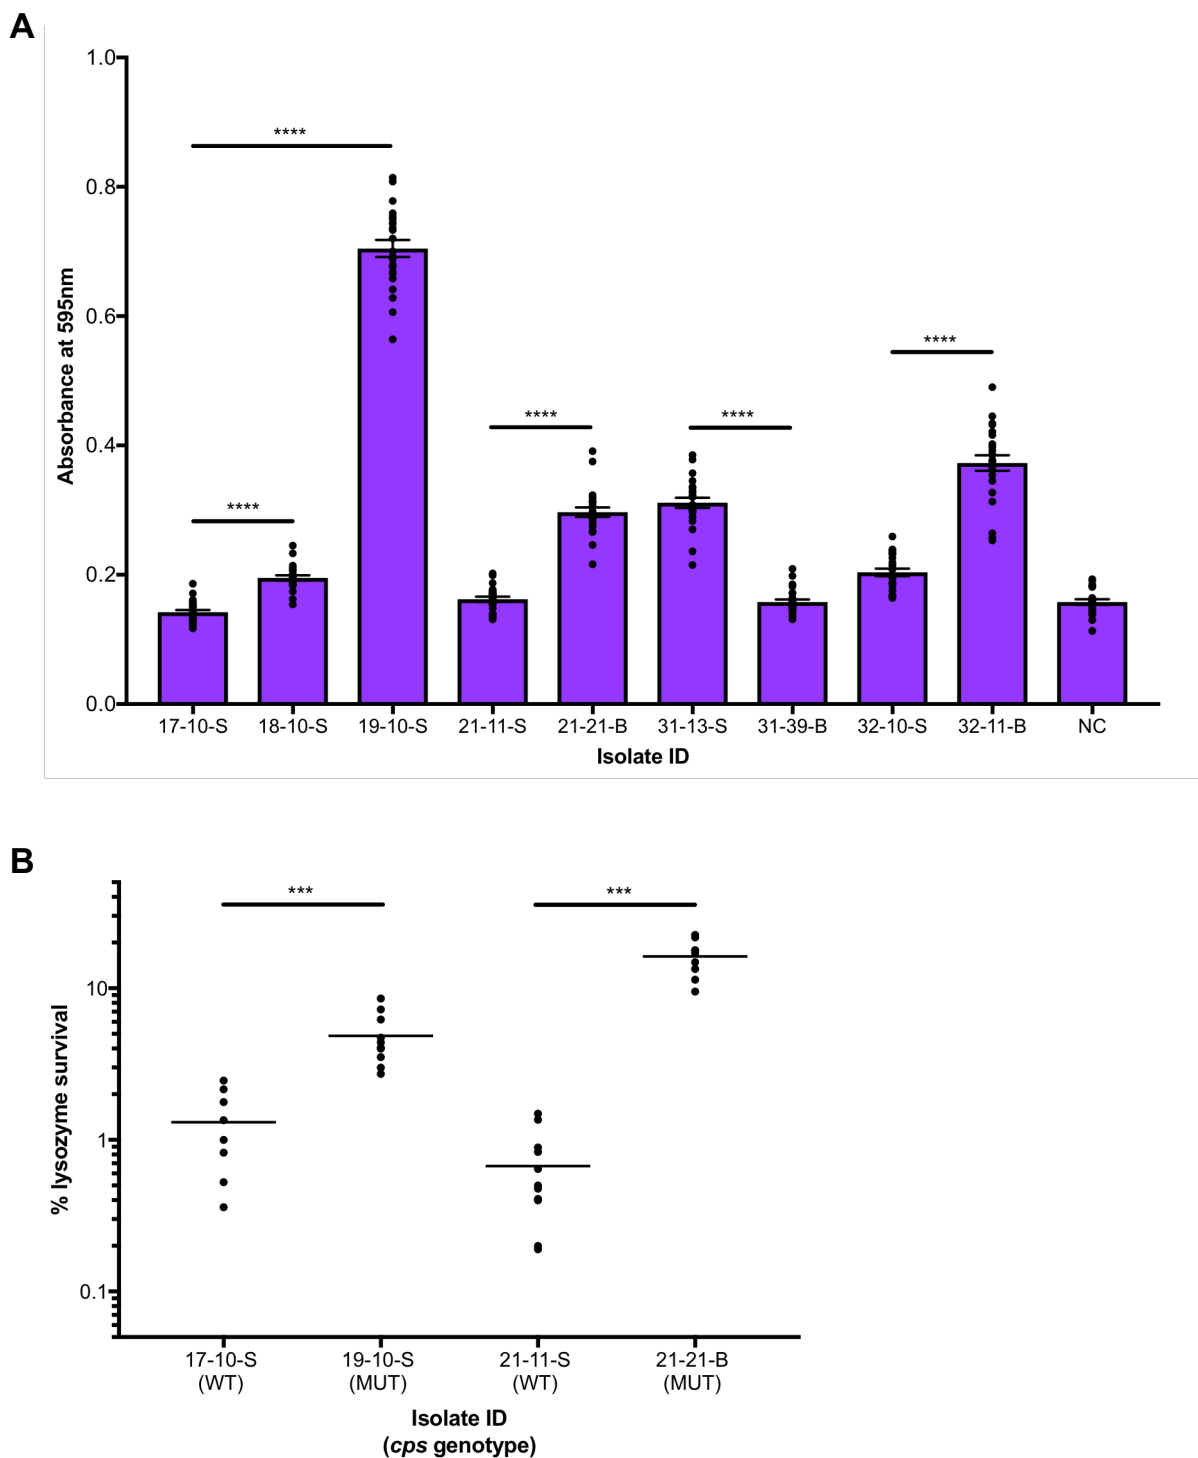 A
1.0
0.8
0.6
0.4
0.2
0.0
Absorbance at 595nm
****
****
****
****
****
17-10-S 18-10-S 19-10-S 21-11-S 21-21-B 31-13-S 31-39-B 32-10-S 32-11-B NC
Isolate ID
B
10
1
0.1
% lysozyme survival
*** ***
17-10-S 19-10-S 21-11-S 21-21-B
(WT) (MUT) (WT) (MUT)
Isolate ID
(cps genotype)